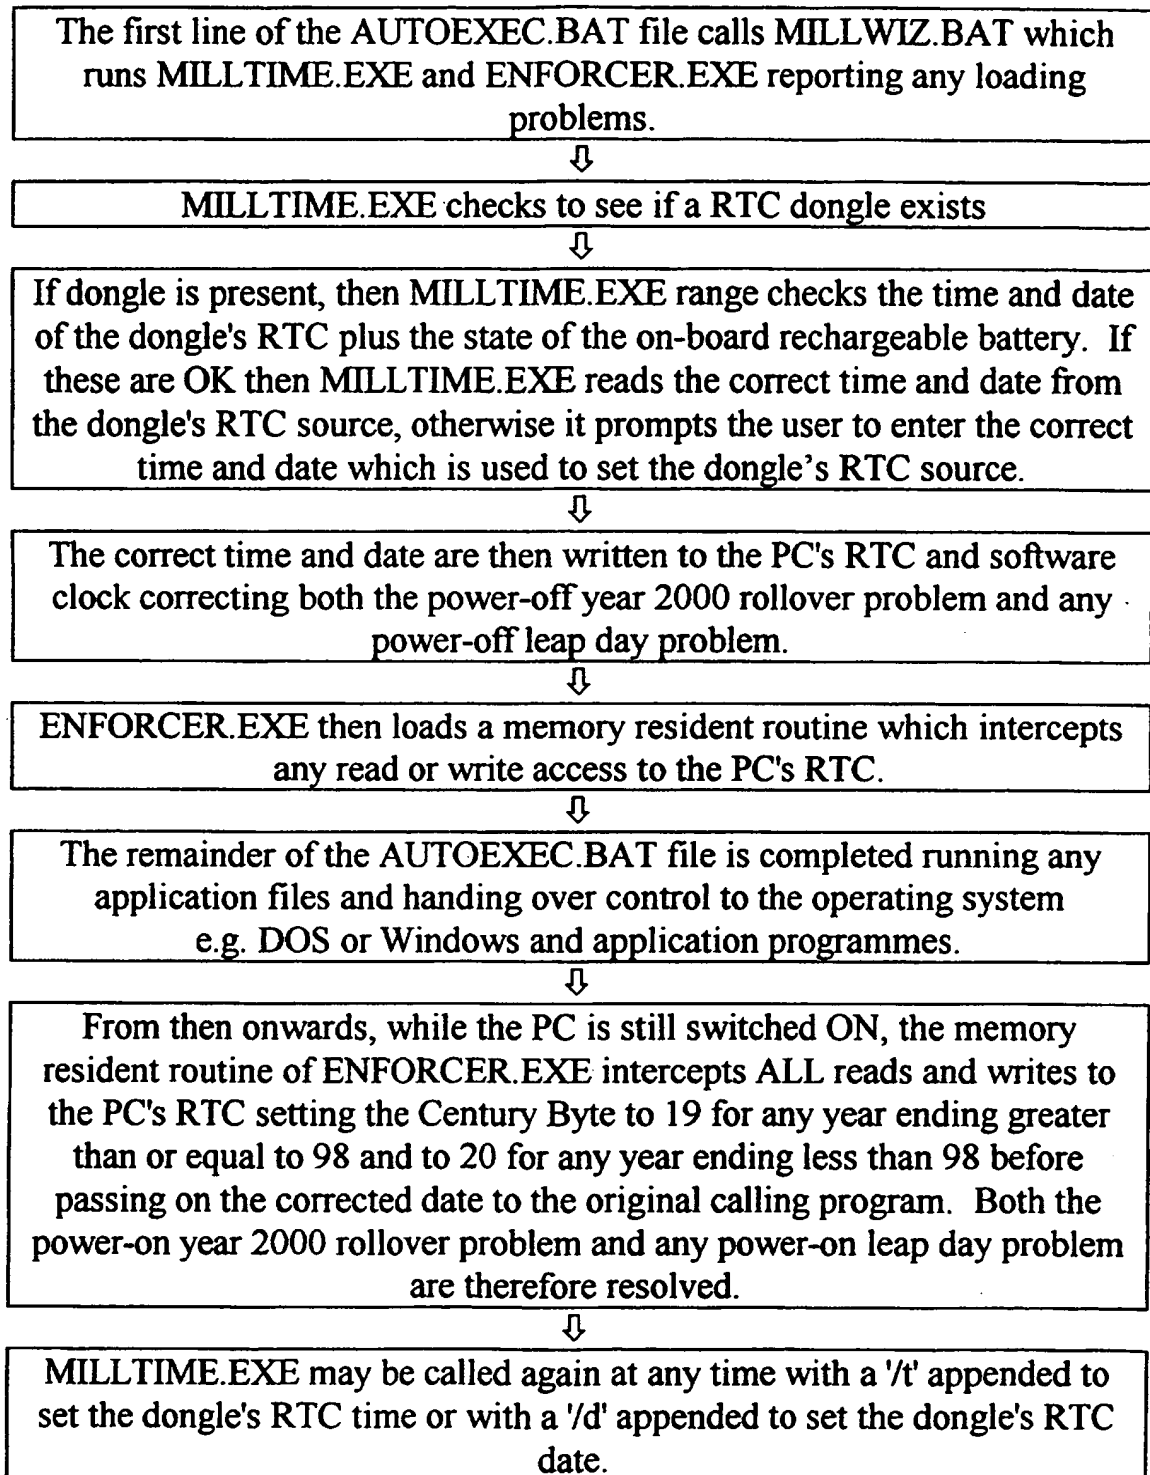 The first line of the AUTOEXEC.BAT file calls MILLWIZ.BAT which
runs MILLTIME.EXE and ENFORCER.EXE reporting any loading
problems.
MILLTIME.EXE checks to see if a RTC dongle exists
If dongle is present, then MILLTIME.EXE range checks the time and date
of the dongle's RTC plus the state of the on-board rechargeable battery. If
these are OK then MILLTIME.EXE reads the correct time and date from
the dongle's RTC source, otherwise it prompts the user to enter the correct
time and date which is used to set the dongle's RTC source.
The correct time and date are then written to the PC's RTC and software
clock correcting both the power-off year 2000 rollover problem and any
power-off leap day problem.
ENFORCER.EXE then loads a memory resident routine which intercepts
any read or write access to the PC's RTC.
The remainder of the AUTOEXEC.BAT file is completed running any
application files and handing over control to the operating system
e.g. DOS or Windows and application programmes.
From then onwards, while the PC is still switched ON, the memory
resident routine of ENFORCER.EXE intercepts ALL reads and writes to
the PC's RTC setting the Century Byte to 19 for any year ending greater
than or equal to 98 and to 20 for any year ending less than 98 before
passing on the corrected date to the original calling program. Both the
power-on year 2000 rollover problem and any power-on leap day problem
are therefore resolved.
MILLTIME.EXE may be called again at any time with a '/t' appended to
set the dongle's RTC time or with a '/d' appended to set the dongle's RTC
date.